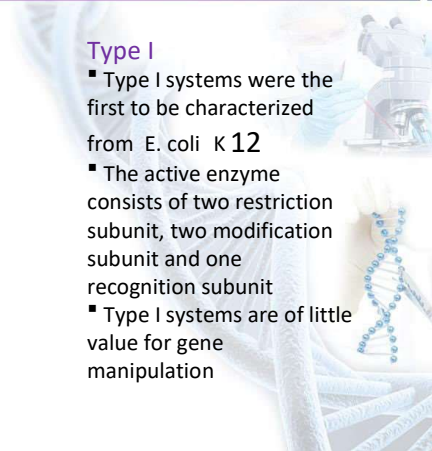 Type I
▪ Type I systems were the
first to be characterized
from E. coli K 12
▪ The active enzyme
consists of two restriction
subunit, two modification
subunit and one
recognition subunit
▪ Type I systems are of little
value for gene
manipulation